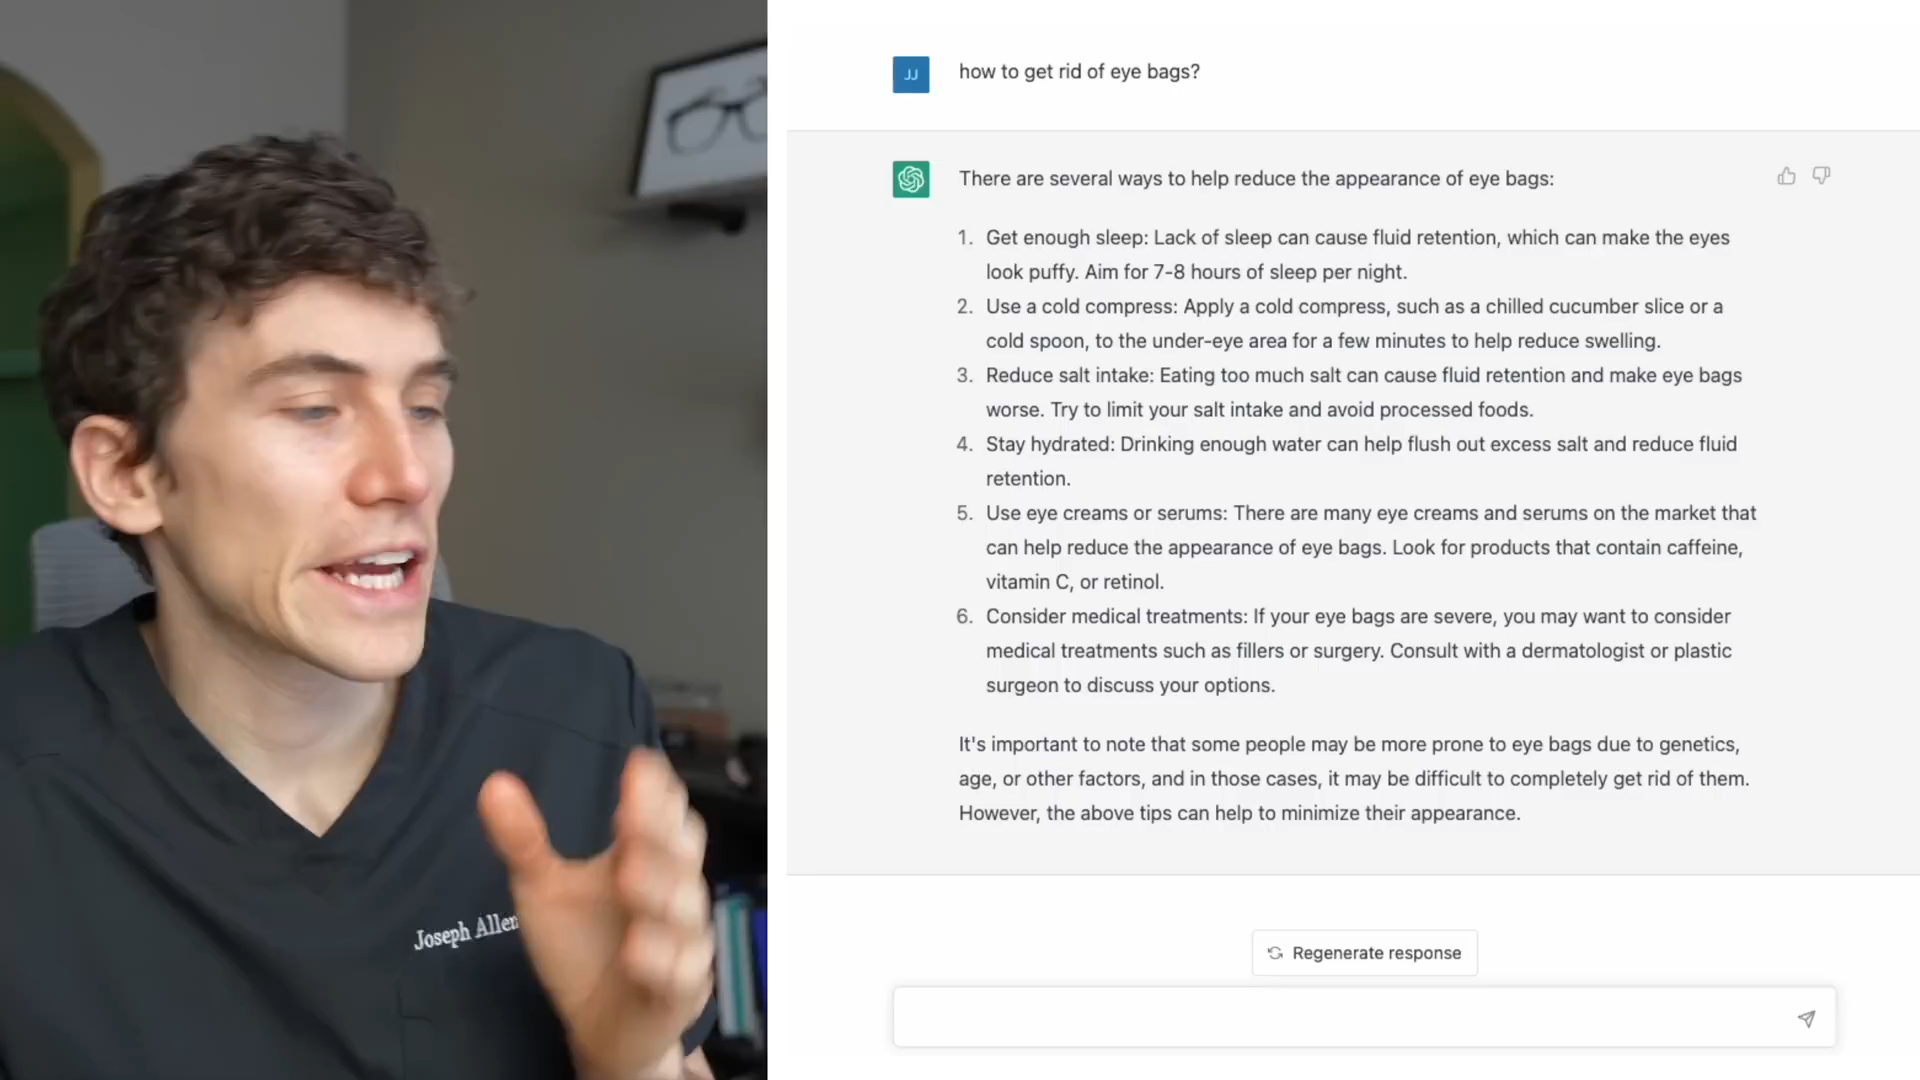 JJ
how to get rid of eye bags?
There are several ways to help reduce the appearance of eye bags:
1. Get enough sleep: Lack of sleep can cause fluid retention, which can make the eyes
look puffy. Aim for 7-8 hours of sleep per night.
2. Use a cold compress: Apply a cold compress, such as a chilled cucumber slice or a
cold spoon, to the under-eye area for a few minutes to help reduce swelling.
3. Reduce salt intake: Eating too much salt can cause fluid retention and make eye bags
worse. Try to limit your salt intake and avoid processed foods.
4. Stay hydrated: Drinking enough water can help flush out excess salt and reduce fluid
retention.
5. Use eye creams or serums: There are many eye creams and serums on the market that
can help reduce the appearance of eye bags. Look for products that contain caffeine,
vitamin C, or retinol.
6. Consider medical treatments: If your eye bags are severe, you may want to consider
medical treatments such as fillers or surgery. Consult with a dermatologist or plastic
surgeon to discuss your options.
It's important to note that some people may be more prone to eye bags due to genetics,
age, or other factors, and in those cases, it may be difficult to completely get rid of them.
However, the above tips can help to minimize their appearance.
Regenerate response
Joseph Allen